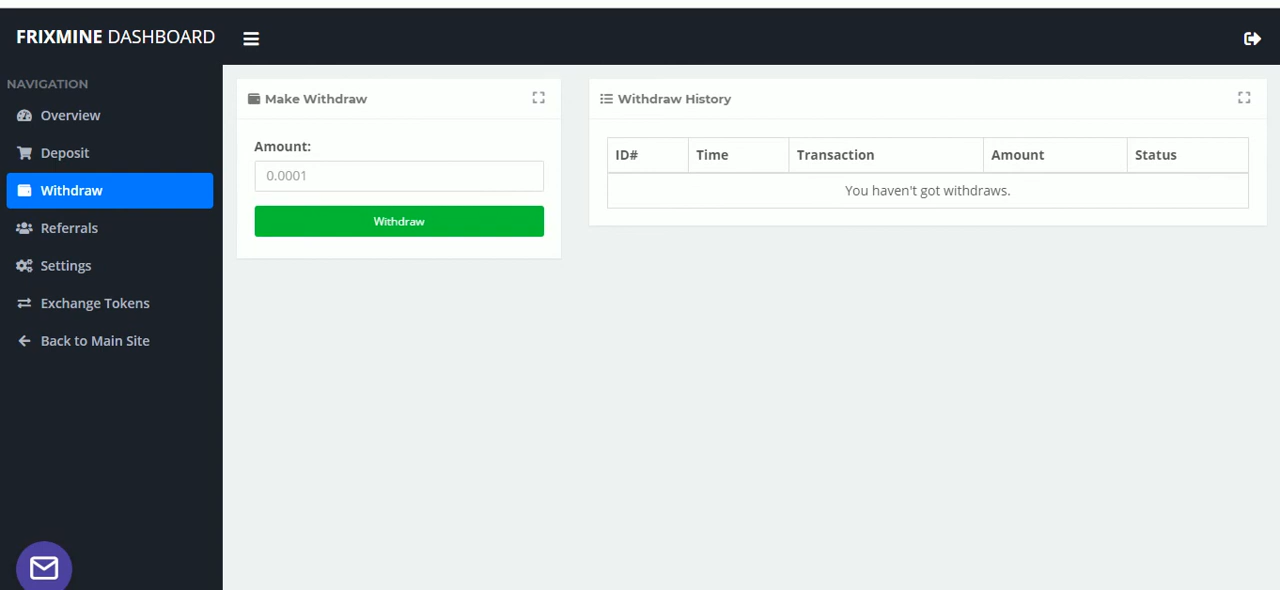 FRIXMINE DASHBOARD
NAVIGATION
Overview
Deposit
Withdraw
Referrals
Settings
Exchange Tokens
Back to Main Site
Make Withdraw
Amount:
0.0001
Withdraw
Withdraw History
ID# Time Transaction Amount Status
You haven't got withdraws.